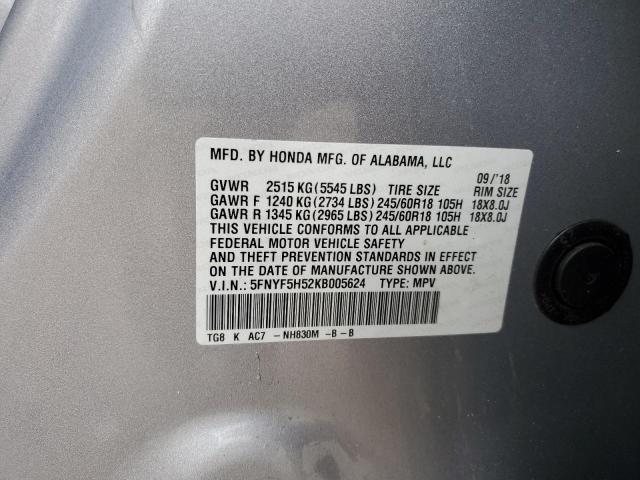 MFD. BY HONDA MFG. OF ALABAMA, LLC
09/'18
GVWR 2515 KG(5545 LBS) TIRE SIZE RIM SIZE
GAWR F 1240 KG(2734 LBS)245/60R18 105H 18X8.0J
GAWR R 1345 KG(2965 LBS)245/60R18 105H 18X8.0J
THIS VEHICLE CONFORMS TO ALL APPLICABLE
FEDERAL MOTOR VEHICLE SAFETY
AND THEFT PREVENTION STANDARDS IN EFFECT
ON THE DATE OF MANUFACTURE SHOWN ABOVE.
V.I.N.: 5FNYF5H52KB005624 TYPE: MPV
TG8 K AC7 -NH830M -B-B